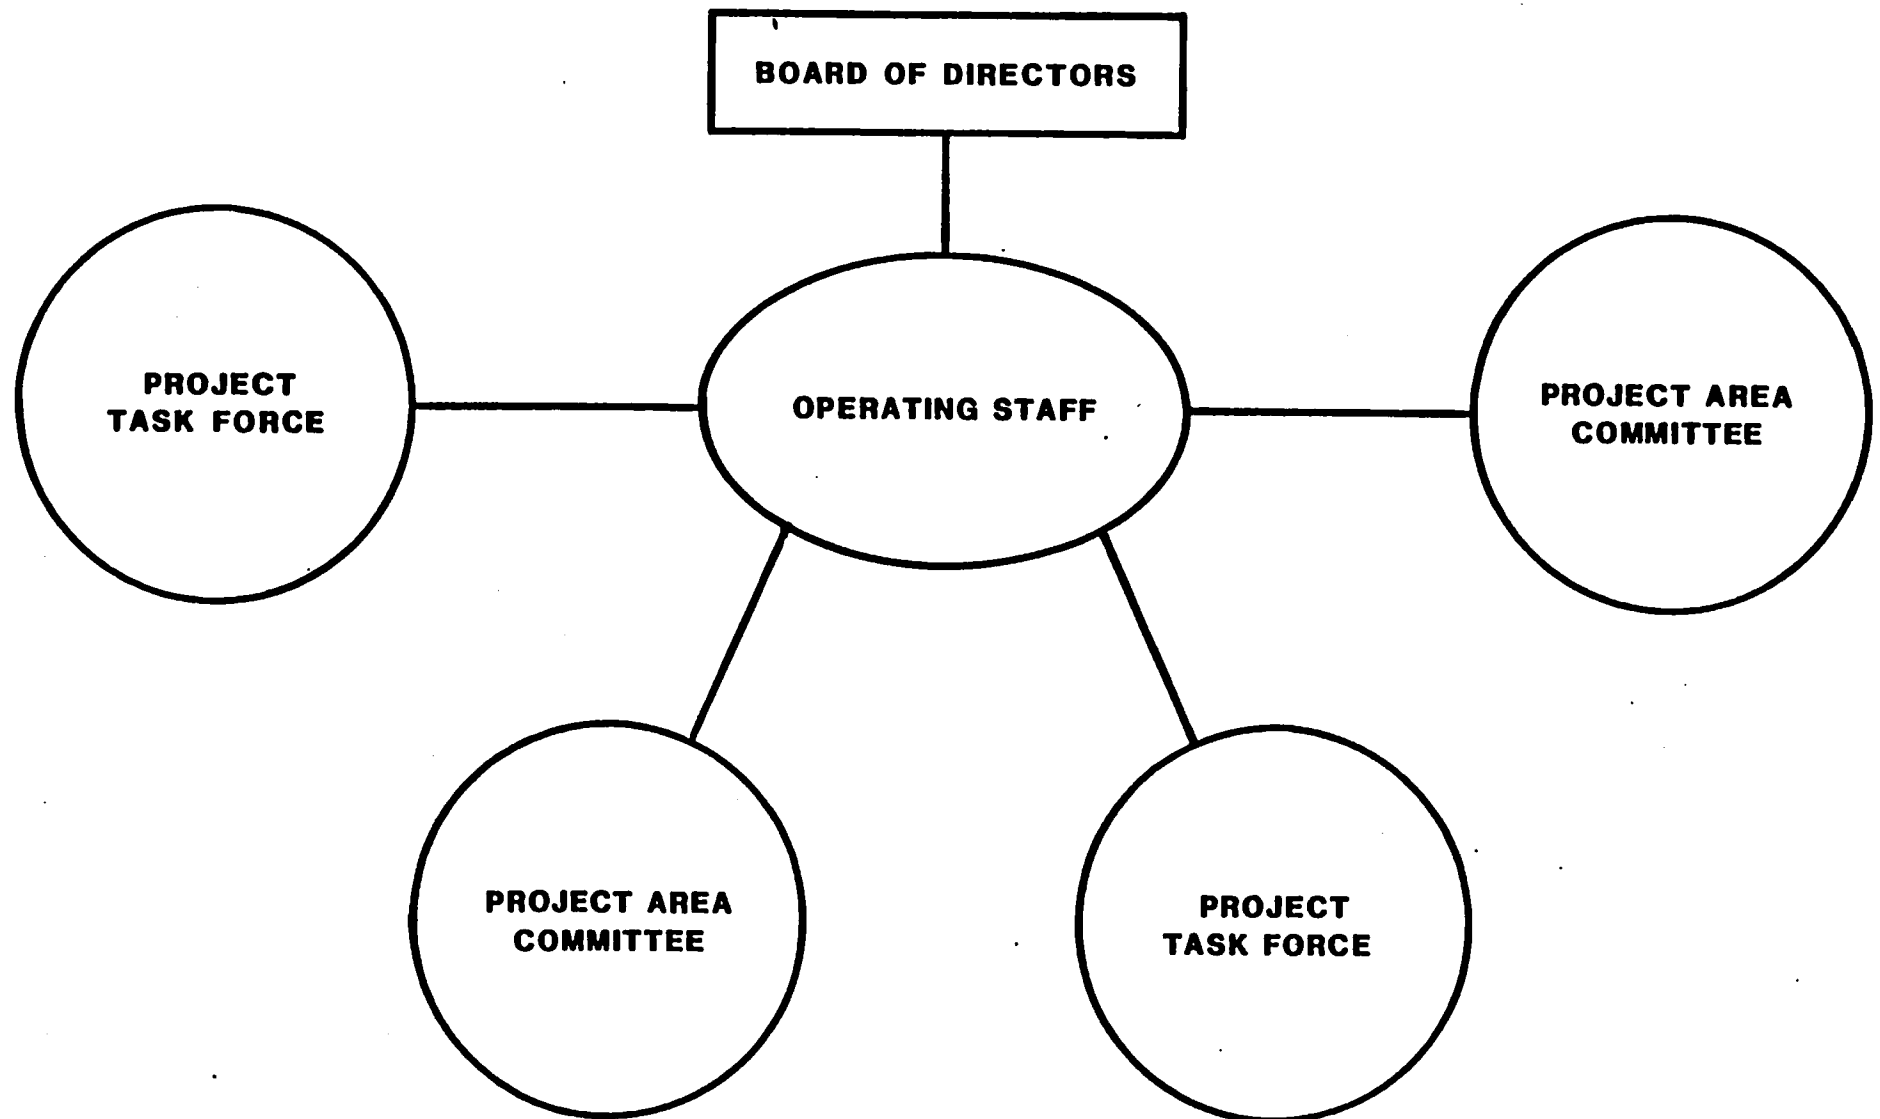 BOARD OF DIRECTORS
PROJECT
TASK FORCE
OPERATING STAFF
PROJECT AREA
COMMITTEE
PROJECT AREA
COMMITTEE
PROJECT
TASK FORCE